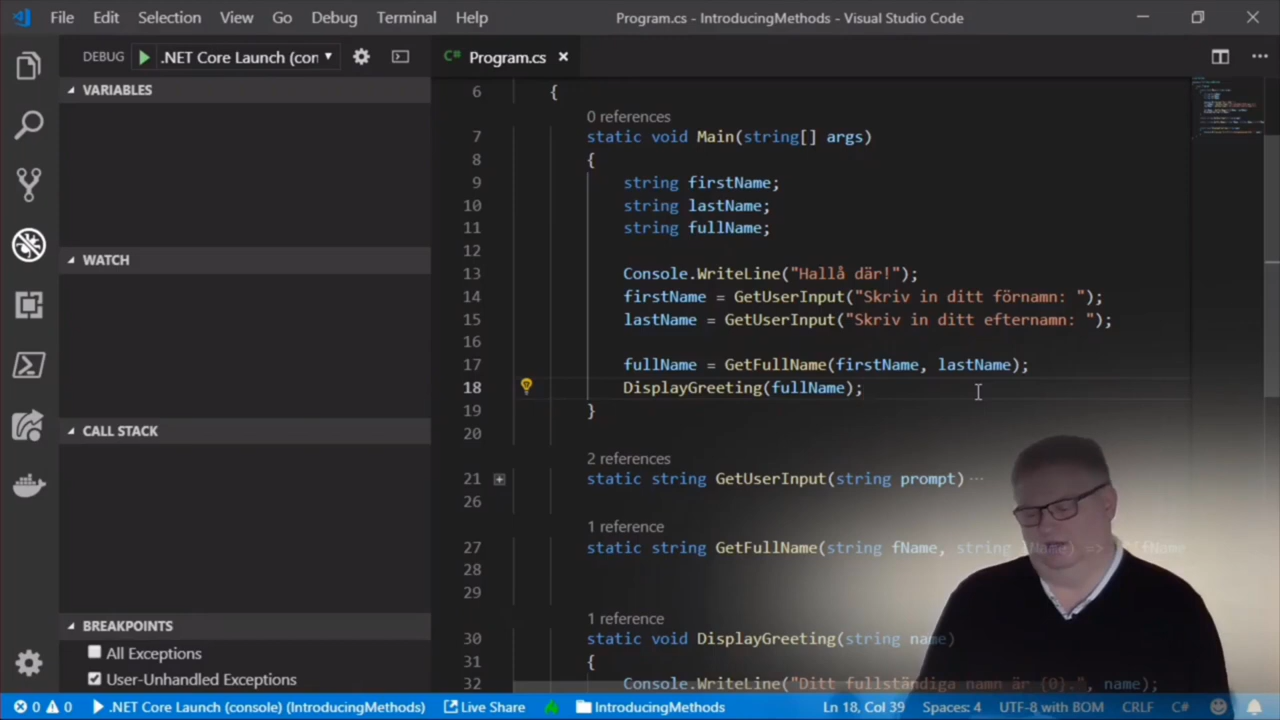 File Edit Selection View Go Debug Terminal Help
Program.cs - IntroducingMethods - Visual Studio Code
DEBUG .NET Core Launch (con
C# Program.cs
VARIABLES
WATCH
CALL STACK
BREAKPOINTS
All Exceptions
User-Unhandled Exceptions
6 {
0 references
7 static void Main(string[] args)
8 {
9 string firstName;
10 string lastName;
11 string fullName;
12
13 Console.WriteLine("Hallå där!");
14 firstName = GetUserInput("Skriv in ditt förnamn: ");
15 lastName = GetUserInput("Skriv in ditt efternamn: ");
16
17 fullName = GetFullName(firstName, lastName);
18 DisplayGreeting(fullName);
19 }
20
2 references
21 static string GetUserInput(string prompt)...
26
1 reference
27 static string GetFullName(string fName, string lName) => fName
28
29
1 reference
30 static void DisplayGreeting(string name)
31 {
32 Console.WriteLine("Ditt fullständiga namn är {0}.", name);
0 0 .NET Core Launch (console) (IntroducingMethods) Live Share IntroducingMethods Ln 18, Col 39 Spaces: 4 UTF-8 with BOM CRLF C#